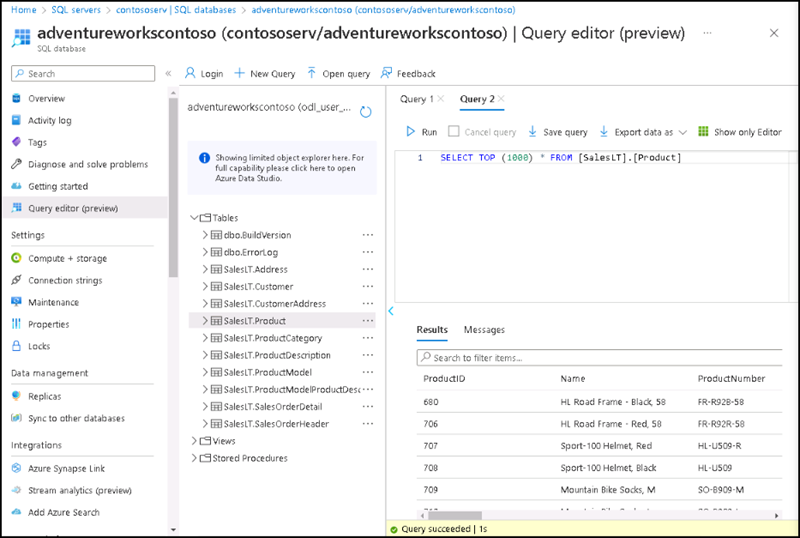 Home > SQL servers > contososerv | SQL databases > adventureworkscontoso (contososerv/adventureworkscontoso)
adventureworkscontoso (contososerv/adventureworkscontoso) | Query editor (preview) ...
SQL database
Search
«
Login
New Query
Open query
Feedback
Overview
Activity log
Tags
Diagnose and solve problems
Getting started
Query editor (preview)
Settings
Compute + storage
Connection strings
Maintenance
Properties
Locks
Data management
Replicas
Sync to other databases
Integrations
Azure Synapse Link
Stream analytics (preview)
Add Azure Search
adventureworkscontoso (odl_user_...
Showing limited object explorer here. For
full capability please click here to open
Azure Data Studio.
Tables
dbo.BuildVersion ...
dbo.ErrorLog ...
SalesLT.Address ...
SalesLT.Customer ...
SalesLT.CustomerAddress ...
SalesLT.Product ...
SalesLT.ProductCategory ...
SalesLT.ProductDescription ...
SalesLT.ProductModel ...
SalesLT.ProductModelProductDesc ...
SalesLT.SalesOrderDetail ...
SalesLT.SalesOrderHeader ...
Views
Stored Procedures
Query 1 × Query 2 ×
Run Cancel query Save query Export data as Show only Editor
1 SELECT TOP (1000) * FROM [SalesLT].[Product]
Results Messages
Search to filter items...
ProductID Name ProductNumber
680 HL Road Frame - Black, 58 FR-R92B-58
706 HL Road Frame - Red, 58 FR-R92R-58
707 Sport-100 Helmet, Red HL-U509-R
708 Sport-100 Helmet, Black HL-U509
709 Mountain Bike Socks, M SO-B909-M
Query succeeded | 1s